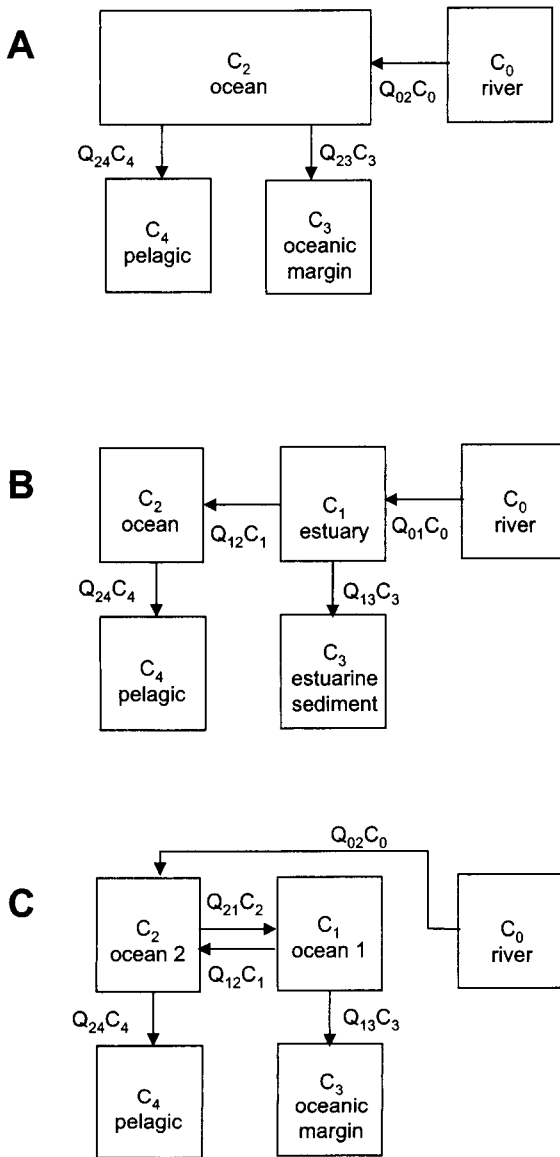 A
C₂
ocean
Q₀₂C₀
C₀
river
Q₂₄C₄
Q₂₃C₃
C₄
pelagic
C₃
oceanic
margin
B
C₂
ocean
Q₁₂C₁
C₁
estuary
Q₀₁C₀
C₀
river
Q₂₄C₄
Q₁₃C₃
C₄
pelagic
C₃
estuarine
sediment
C
Q₀₂C₀
C₂
ocean 2
Q₂₁C₂
Q₁₂C₁
C₁
ocean 1
C₀
river
Q₂₄C₄
Q₁₃C₃
C₄
pelagic
C₃
oceanic
margin